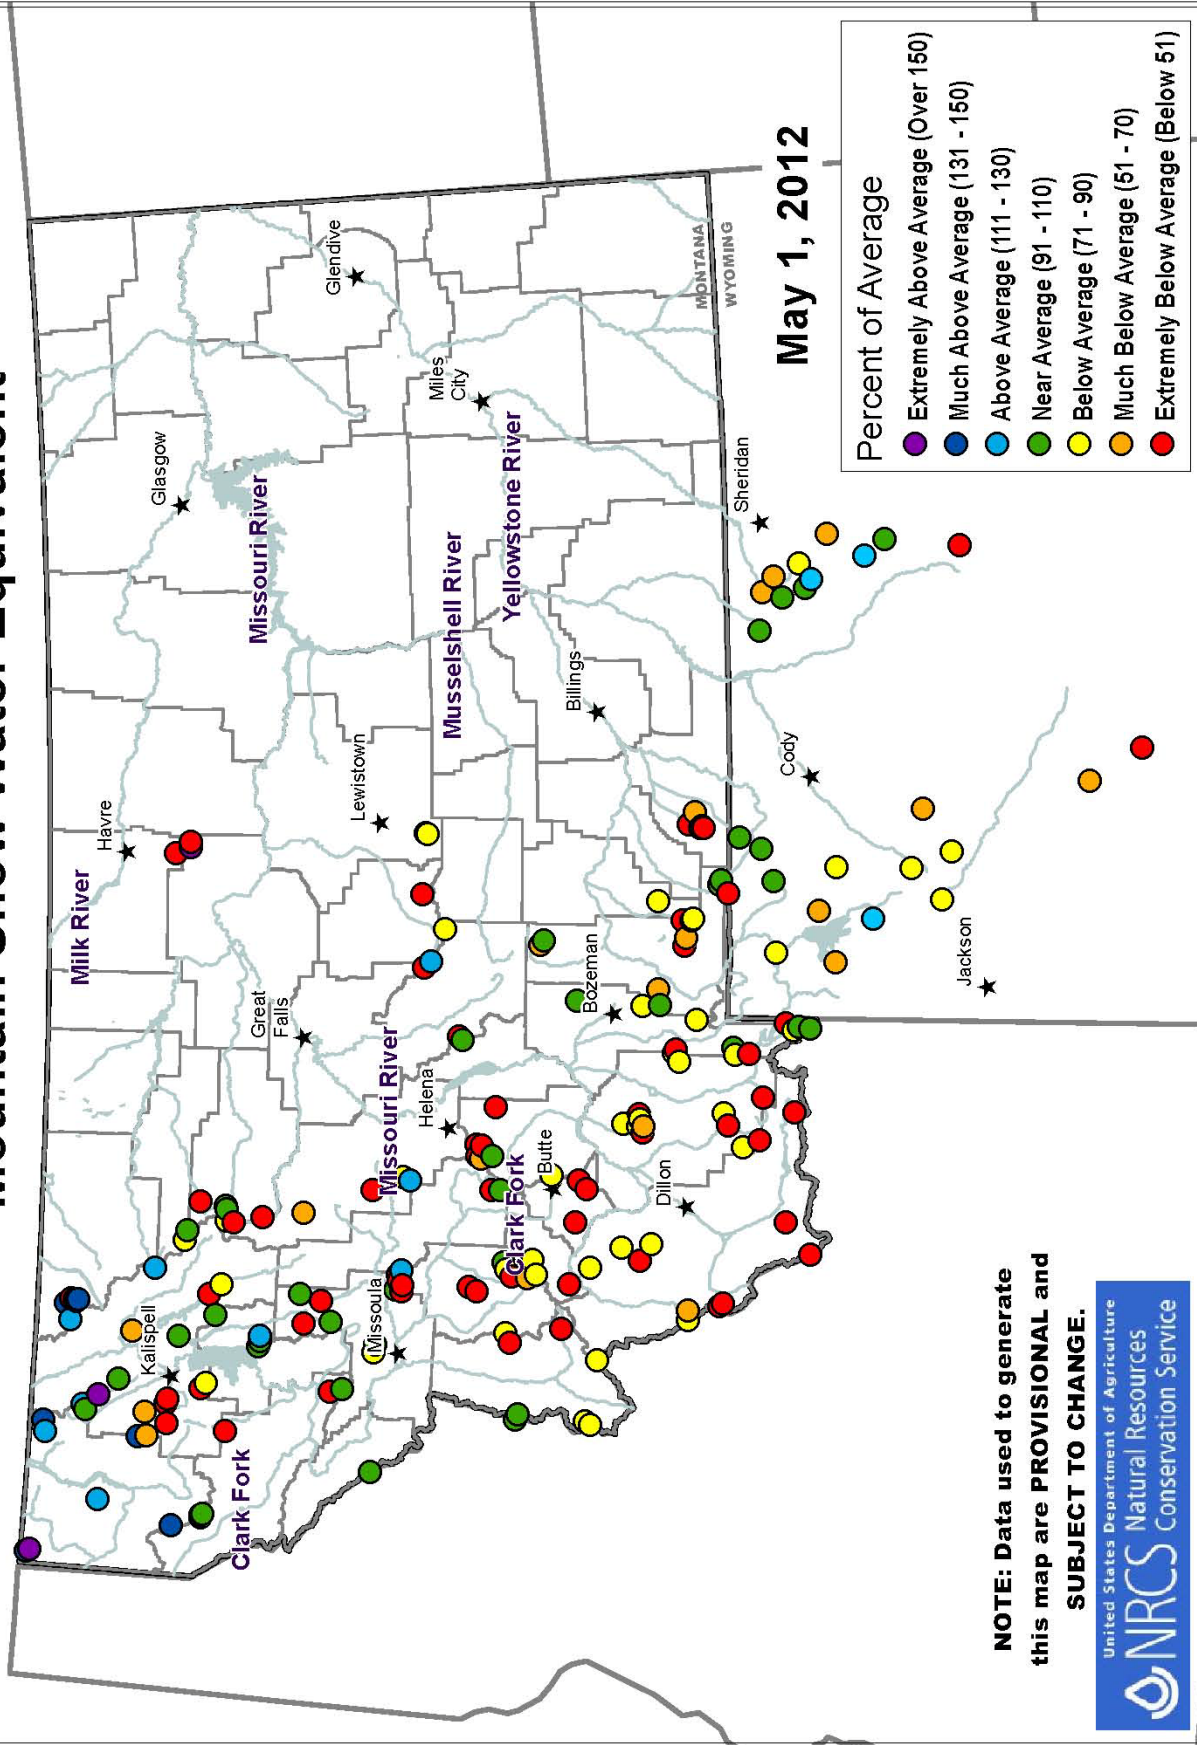 Mountain Snow Water Equivalent
Havre
Glasgow
Milk River
Kalispell
Great
Falls
Missouri River
Glendive
Lewistown
Miles
City
Clark Fork
Missoula
Missouri River
Helena
Musselshell River
Yellowstone River
Clark Fork
Butte
Bozeman
Billings
Dillon
MONTANA
WYOMING
Sheridan
Cody
Jackson
May 1, 2012
Percent of Average
Extremely Above Average (Over 150)
Much Above Average (131 - 150)
Above Average (111 - 130)
Near Average (91 - 110)
Below Average (71 - 90)
Much Below Average (51 - 70)
Extremely Below Average (Below 51)
NOTE: Data used to generate
this map are PROVISIONAL and
SUBJECT TO CHANGE.
United States Department of Agriculture
NRCS Natural Resources
Conservation Service